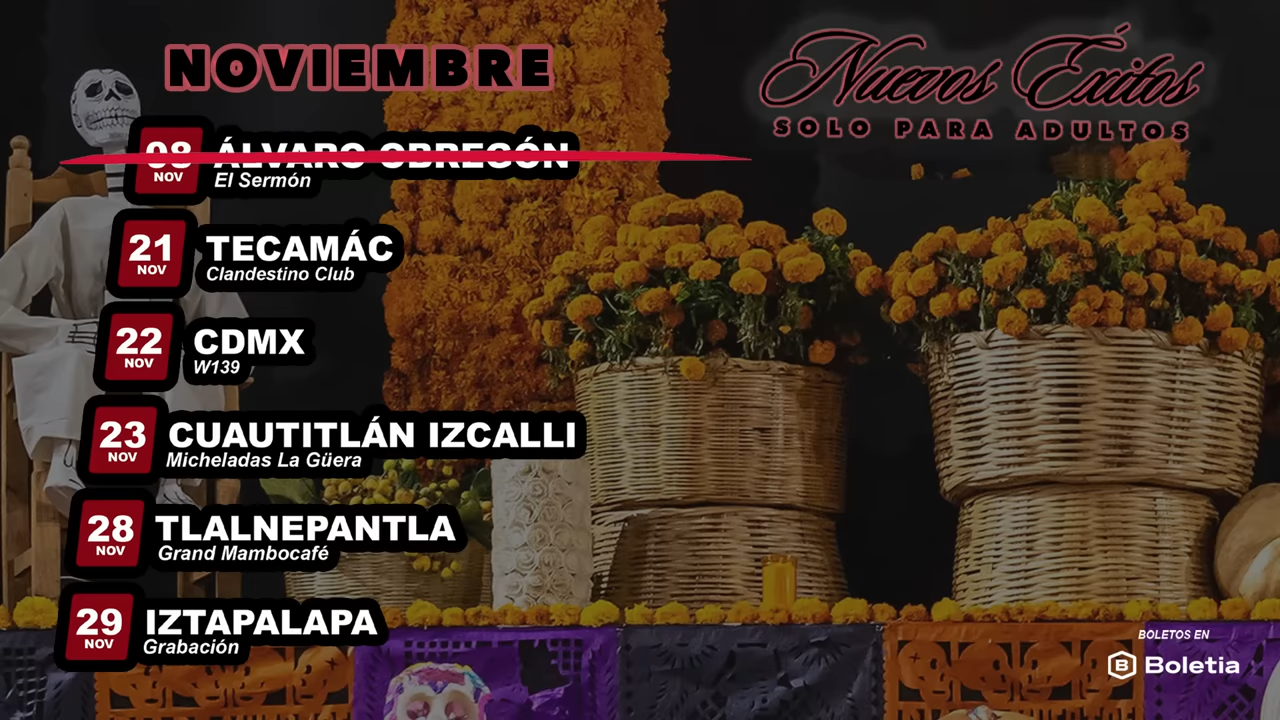 NOVIEMBRE
Nuevos Éxitos
SOLO PARA ADULTOS
08 NOV
ÁLVARO OBREGÓN
El Sermón
21 NOV
TECAMÁC
Clandestino Club
22 NOV
CDMX
W139
23 NOV
CUAUTITLÁN IZCALLI
Micheladas La Güera
28 NOV
TLALNEPANTLA
Grand Mambocafé
29 NOV
IZTAPALAPA
Grabación
BOLETOS EN
B Boletia